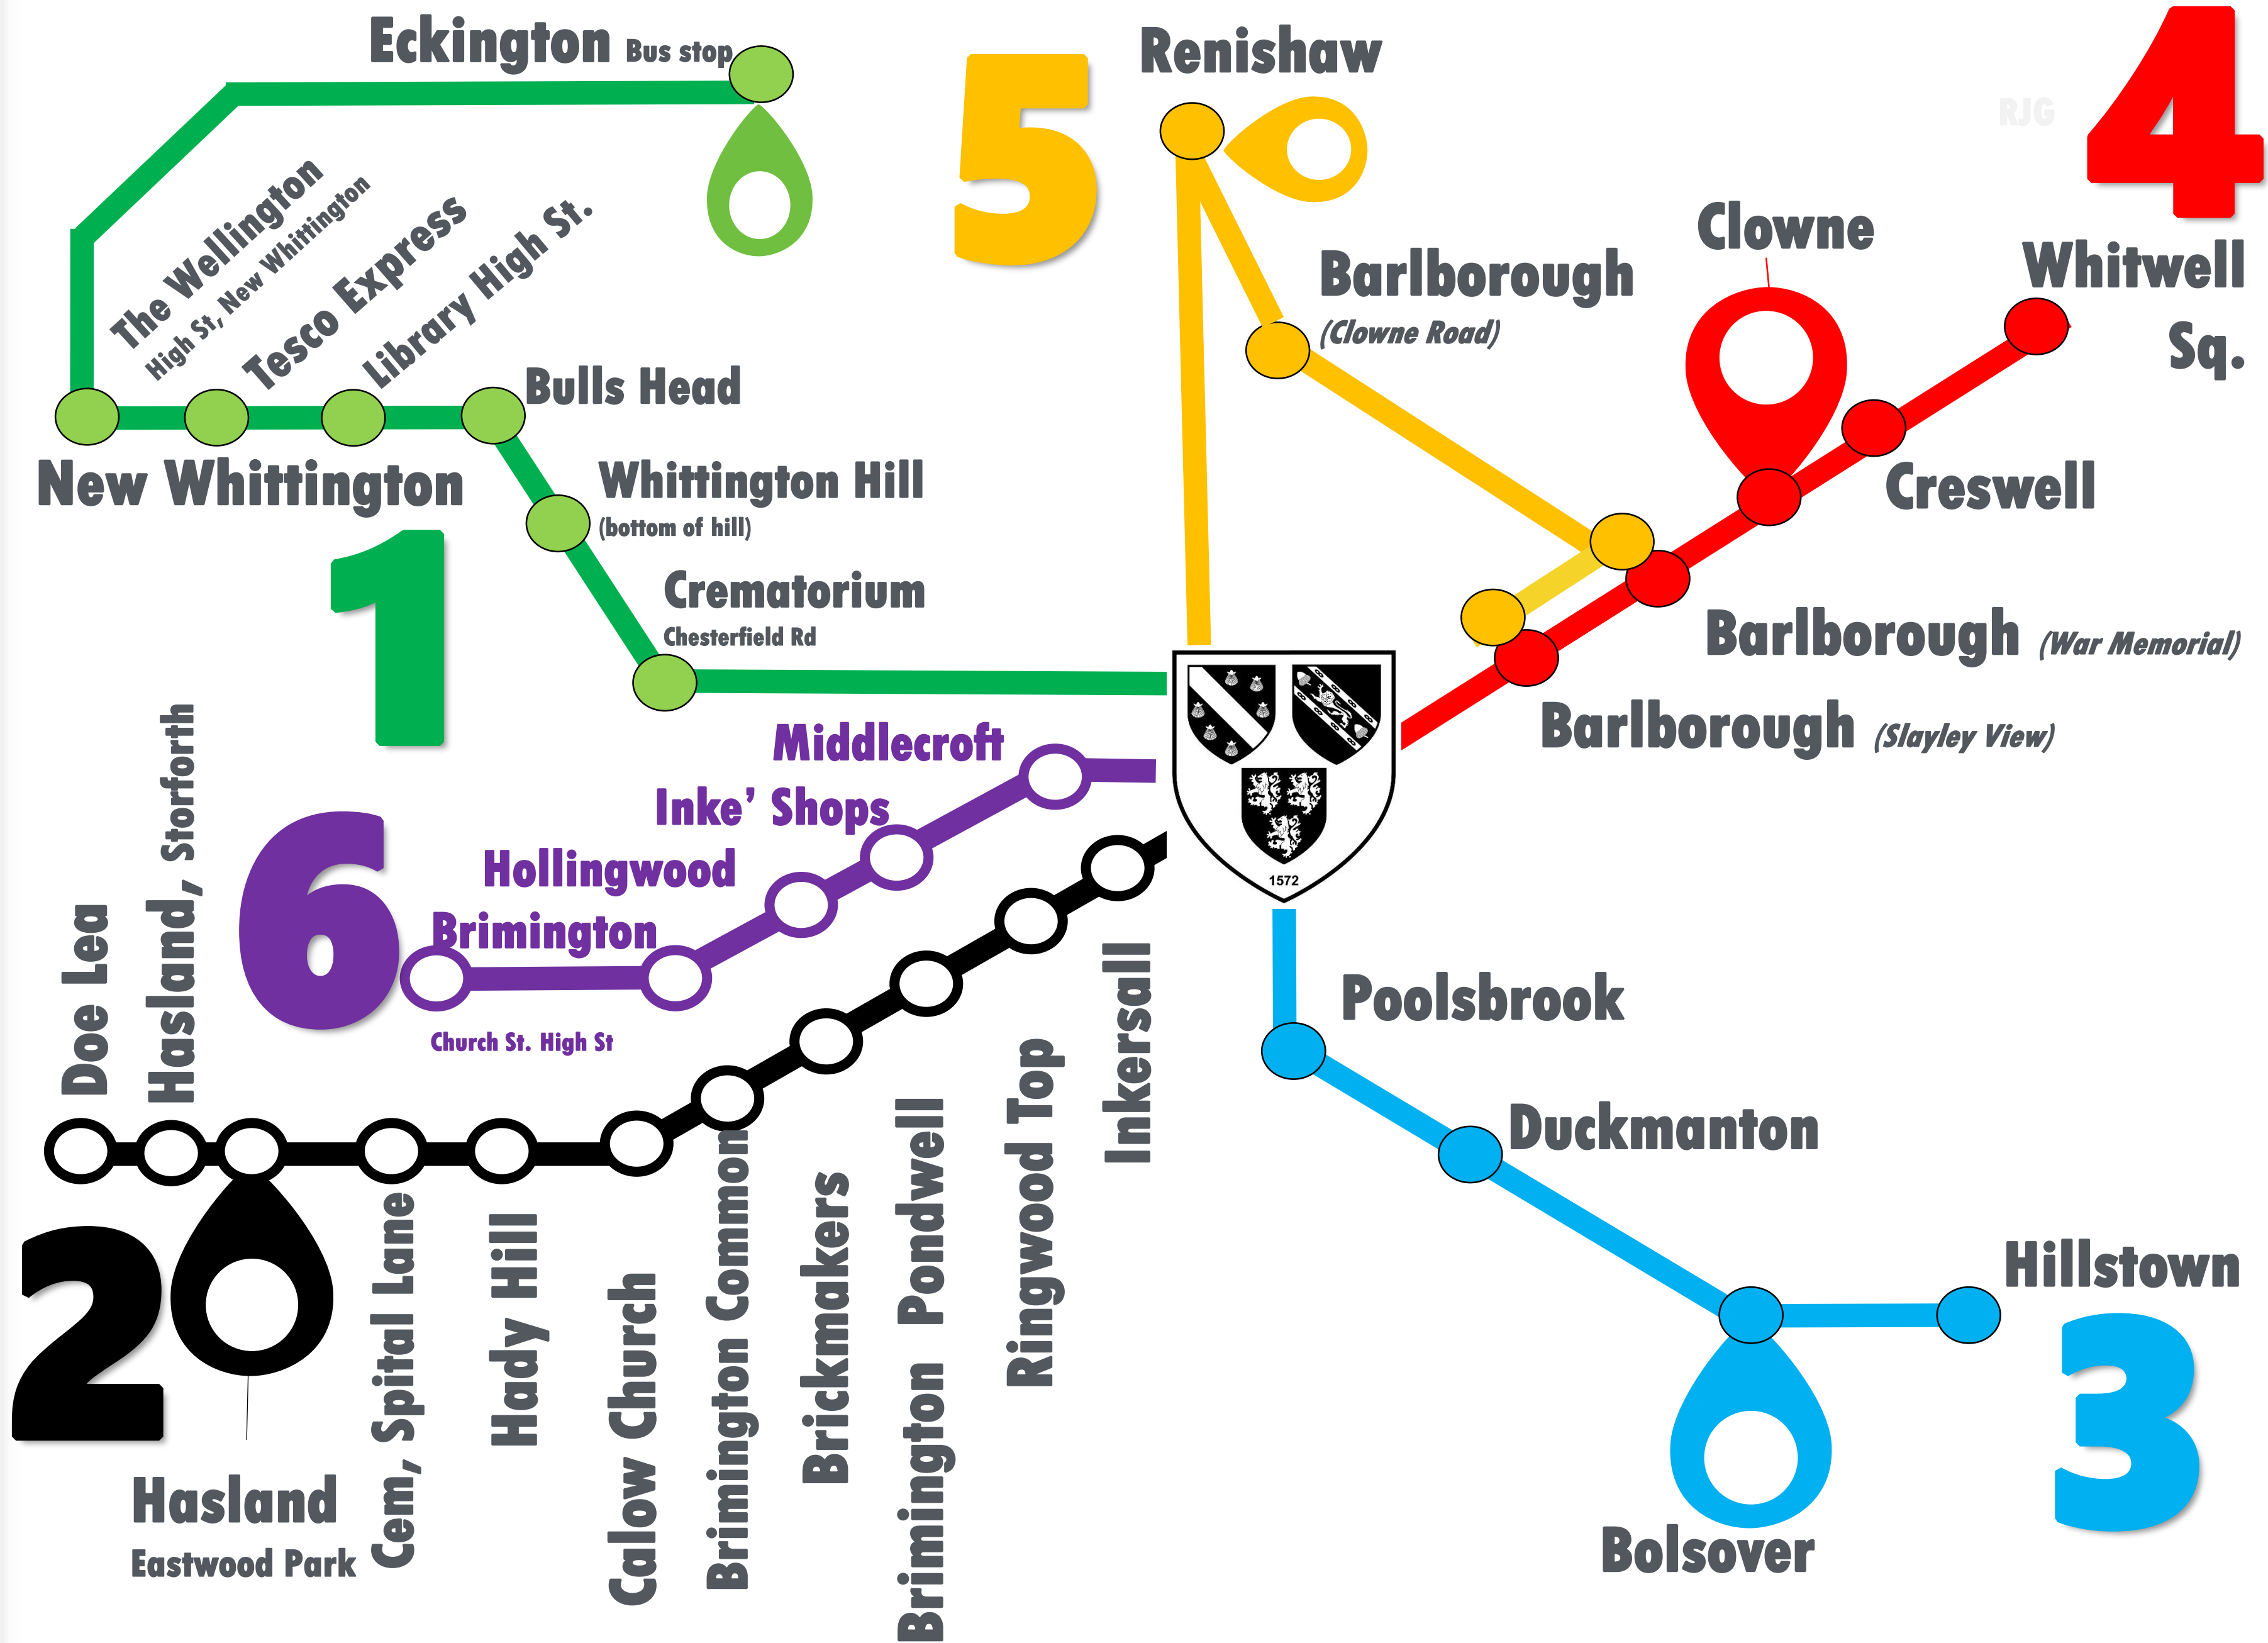 Eckington Bus stop
5
Renishaw
RJG
4
The Wellington
High St, New Whittington
Tesco Express
Library High St.
Bulls Head
New Whittington
Whittington Hill
(bottom of hill)
1
Crematorium
Chesterfield Rd
Barlborough
(Clowne Road)
Clowne
Whitwell
Sq.
Creswell
Barlborough (War Memorial)
Barlborough (Slayley View)
1572
Middlecroft
Inke’ Shops
Hollingwood
Brimington
6
Church St. High St
Doe Lea
Hasland, Storforth
2
Hasland
Eastwood Park
Cem, Spital Lane
Hady Hill
Calow Church
Brimington Common
Brickmakers
Brimington Pondwell
Ringwood Top
Inkersall
Poolsbrook
Duckmanton
Hillstown
3
Bolsover